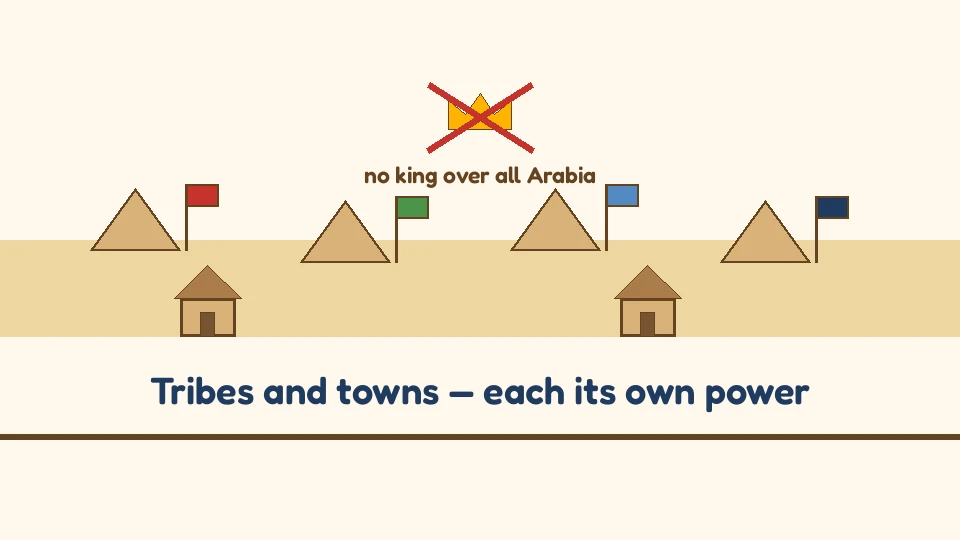 no king over all Arabia
Tribes and towns — each its own power